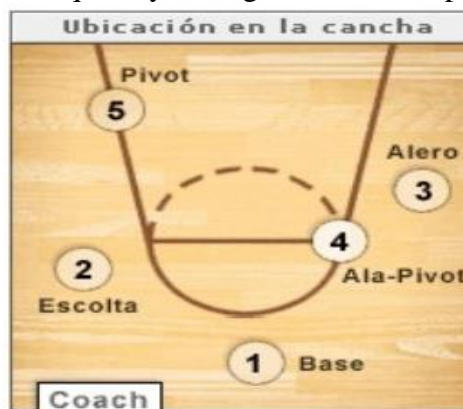 Ubicación en la cancha
Pivot
5
Alero
3
4
Ala-Pivot
2
Escolta
1 Base
Coach